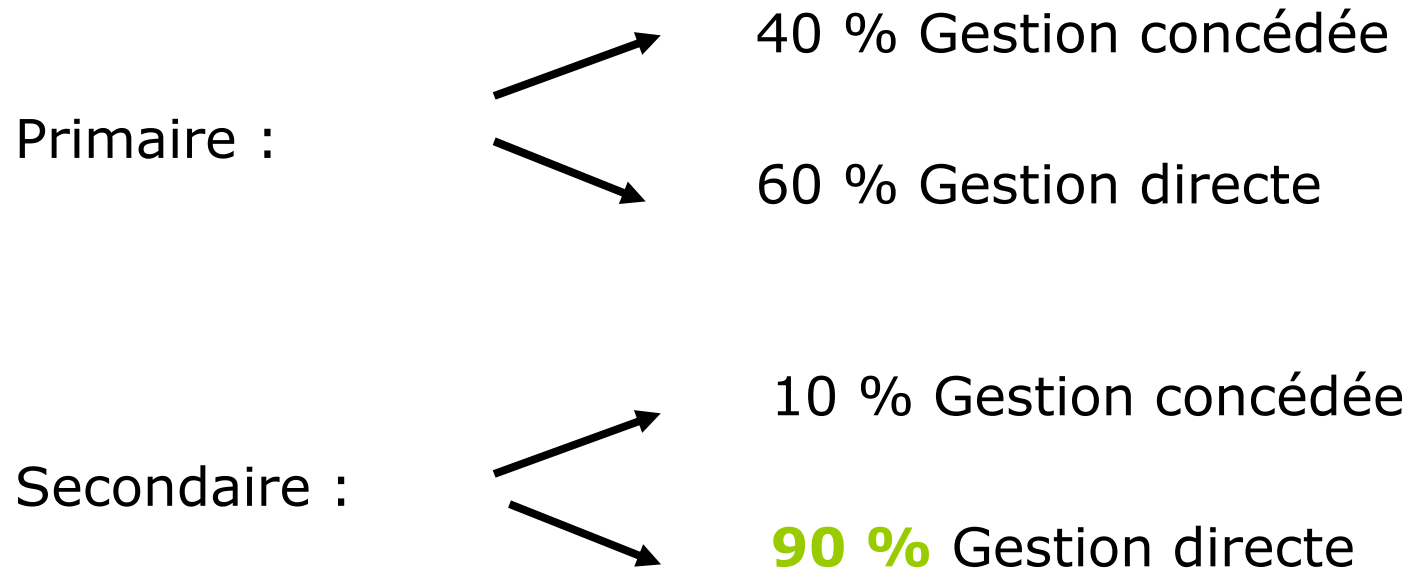 40 % Gestion concédée
Primaire :
60 % Gestion directe
10 % Gestion concédée
Secondaire :
90 % Gestion directe